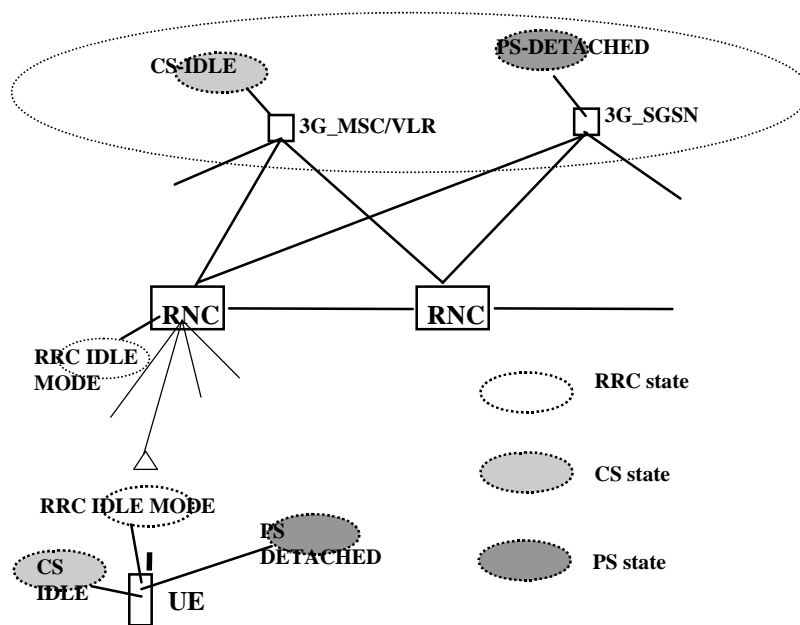 CS-IDLE
PS-DETACHED
3G_MSC/VLR
3G_SGSN
RNC
RNC
RRC IDLE
MODE
RRC state
CS state
RRC IDLE MODE
PS
DETACHED
CS
IDLE
UE
PS state